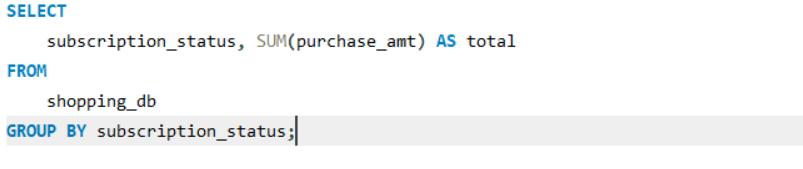 SELECT
    subscription_status, SUM(purchase_amt) AS total
FROM
    shopping_db
GROUP BY subscription_status;